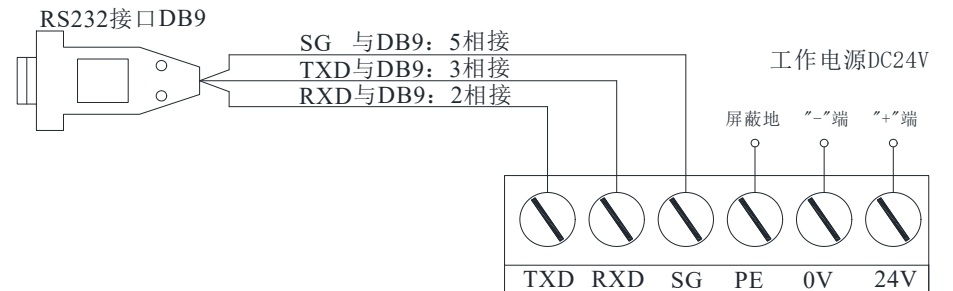 RS232接口DB9
SG 与DB9：5相接
TXD与DB9：3相接
RXD与DB9：2相接
工作电源DC24V
屏蔽地 "-"端 "+"端
TXD RXD SG PE 0V 24V